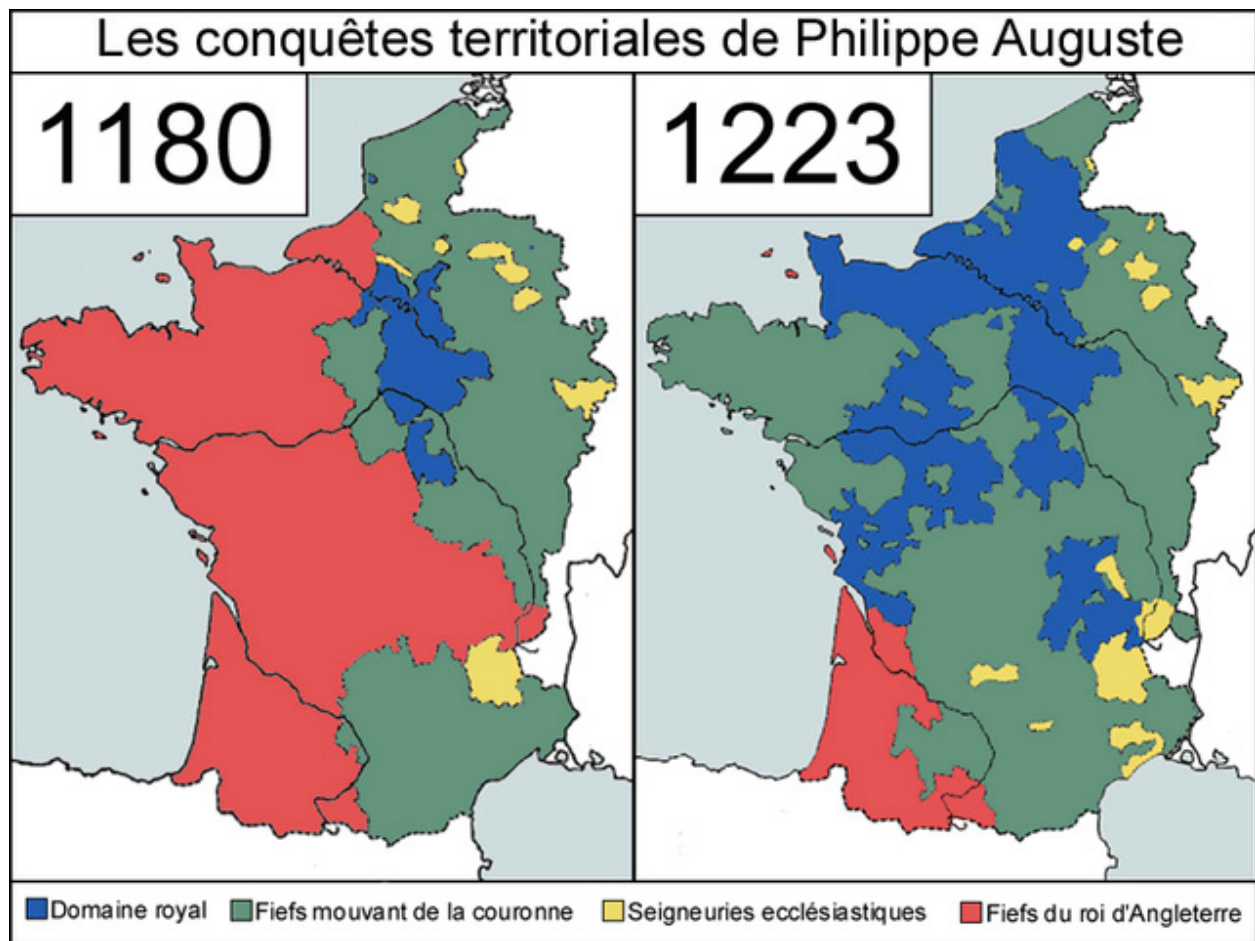 Les conquêtes territoriales de Philippe Auguste
1180
1223
Domaine royal
Fiefs mouvant de la couronne
Seigneuries ecclésiastiques
Fiefs du roi d'Angleterre